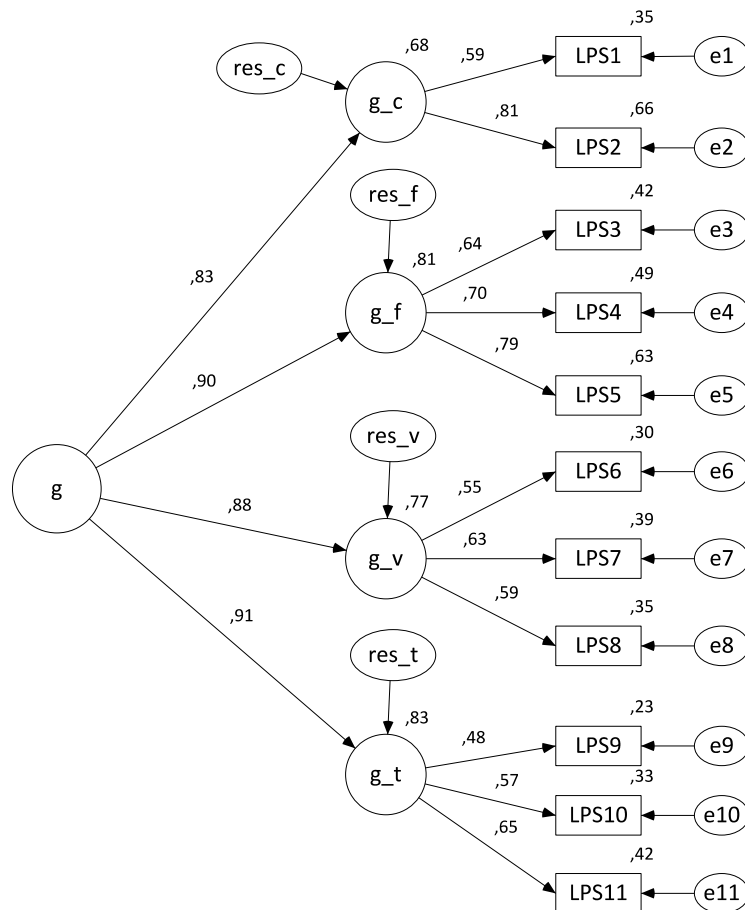 ,35
,68
,59
LPS1
e1
res_c
g_c
,66
,81
LPS2
e2
res_f
,42
,64
LPS3
e3
,81
,83
,49
,70
g_f
LPS4
e4
,79
,63
,90
LPS5
e5
res_v
,30
,55
LPS6
e6
g
,77
,88
,39
,63
g_v
LPS7
e7
,59
,35
,91
LPS8
e8
res_t
,23
,83
,48
LPS9
e9
g_t
,33
,57
LPS10
e10
,65
,42
LPS11
e11